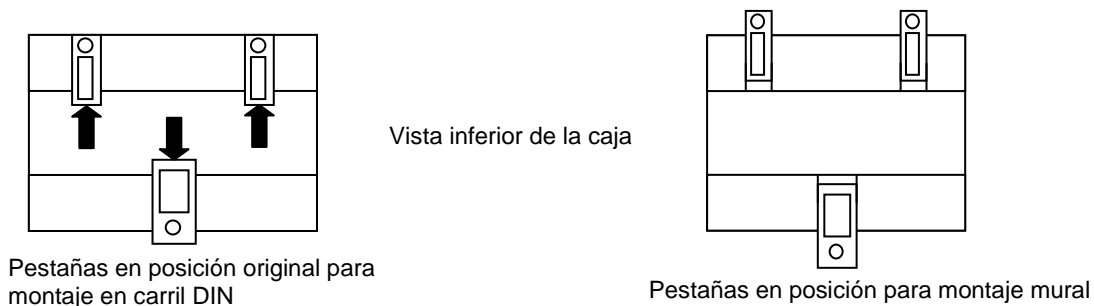 Vista inferior de la caja
Pestañas en posición original para
montaje en carril DIN
Pestañas en posición para montaje mural